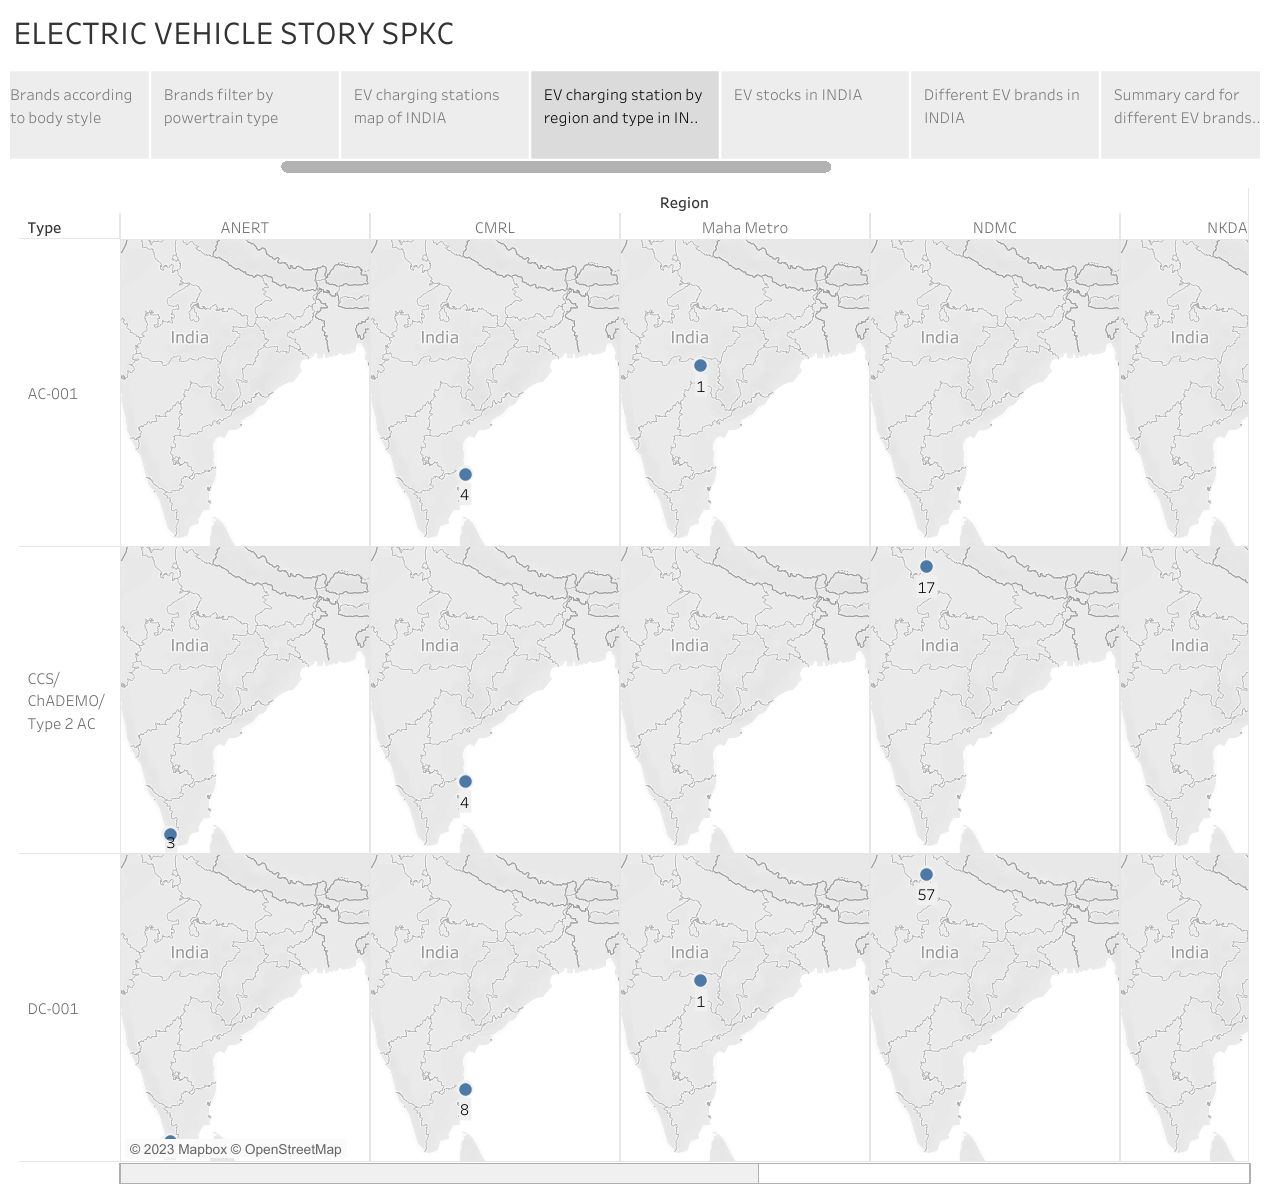 ELECTRIC VEHICLE STORY SPKC
Brands according
to body style
Brands filter by
powertrain type
EV charging stations
map of INDIA
EV charging station by
region and type in IN..
EV stocks in INDIA
Different EV brands in
INDIA
Summary card for
different EV brands..
Region
Type
ANERT
CMRL
Maha Metro
NDMC
NKDA
AC-001
India
India
4
India
1
India
India
CCS/
ChADEMO/
Type 2 AC
India
3
India
4
India
India
17
India
DC-001
India
India
8
India
1
India
57
India
© 2023 Mapbox © OpenStreetMap